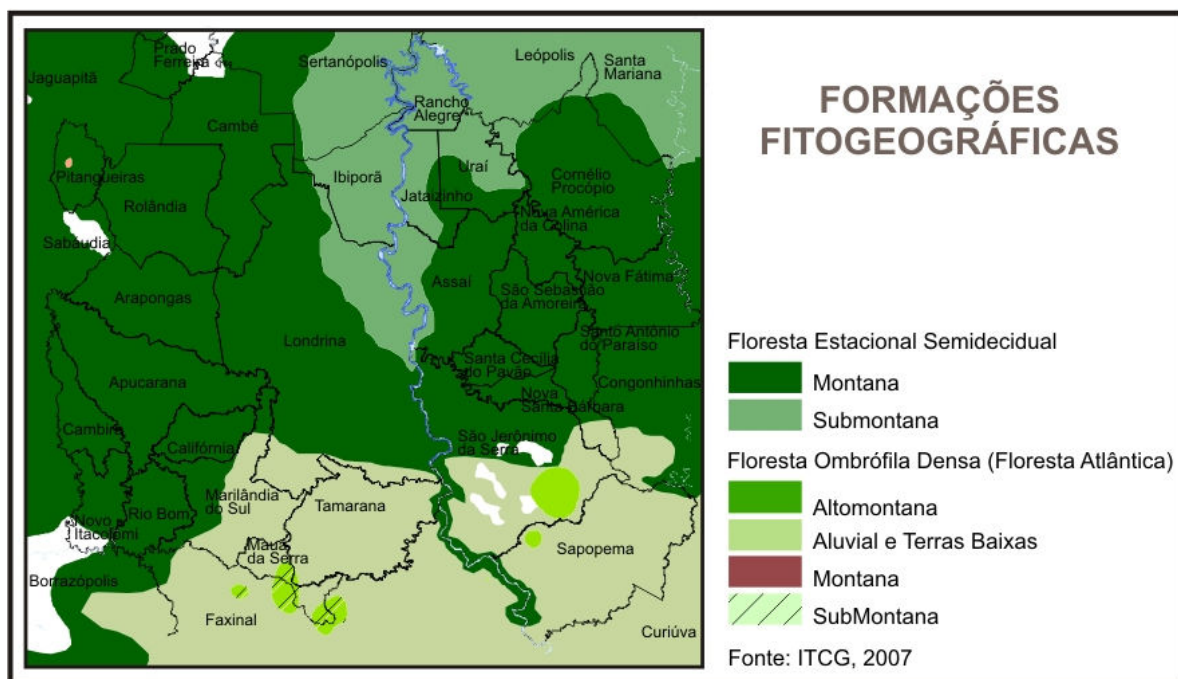 FORMAÇÕES
FITOGEOGRÁFICAS
Prado
Ferreira
Sertanópolis
Leópolis
Santa
Mariana
Jaguapitã
Rancho
Alegre
Cambé
Uraí
Pitangueiras
Ibiporã
Cornélio
Procópio
Rolândia
Jataizinho
Nova América
da Colina
Sabáudia
Assaí
Nova Fátima
Arapongas
São Sebastião
da Amoreira
Londrina
Santo Antônio
do Paraíso
Santa Cecília
do Pavão
Apucarana
Congonhinhas
Nova
Santa Bárbara
Cambira
Califórnia
São Jerônimo
da Serra
Marilândia
do Sul
Tamarana
Rio Bom
Novo
Itacolomi
Mauá
da Serra
Sapopema
Borrazópolis
Faxinal
Curiúva
Floresta Estacional Semidecidual
Montana
Submontana
Floresta Ombrófila Densa (Floresta Atlântica)
Altomontana
Aluvial e Terras Baixas
Montana
SubMontana
Fonte: ITCG, 2007